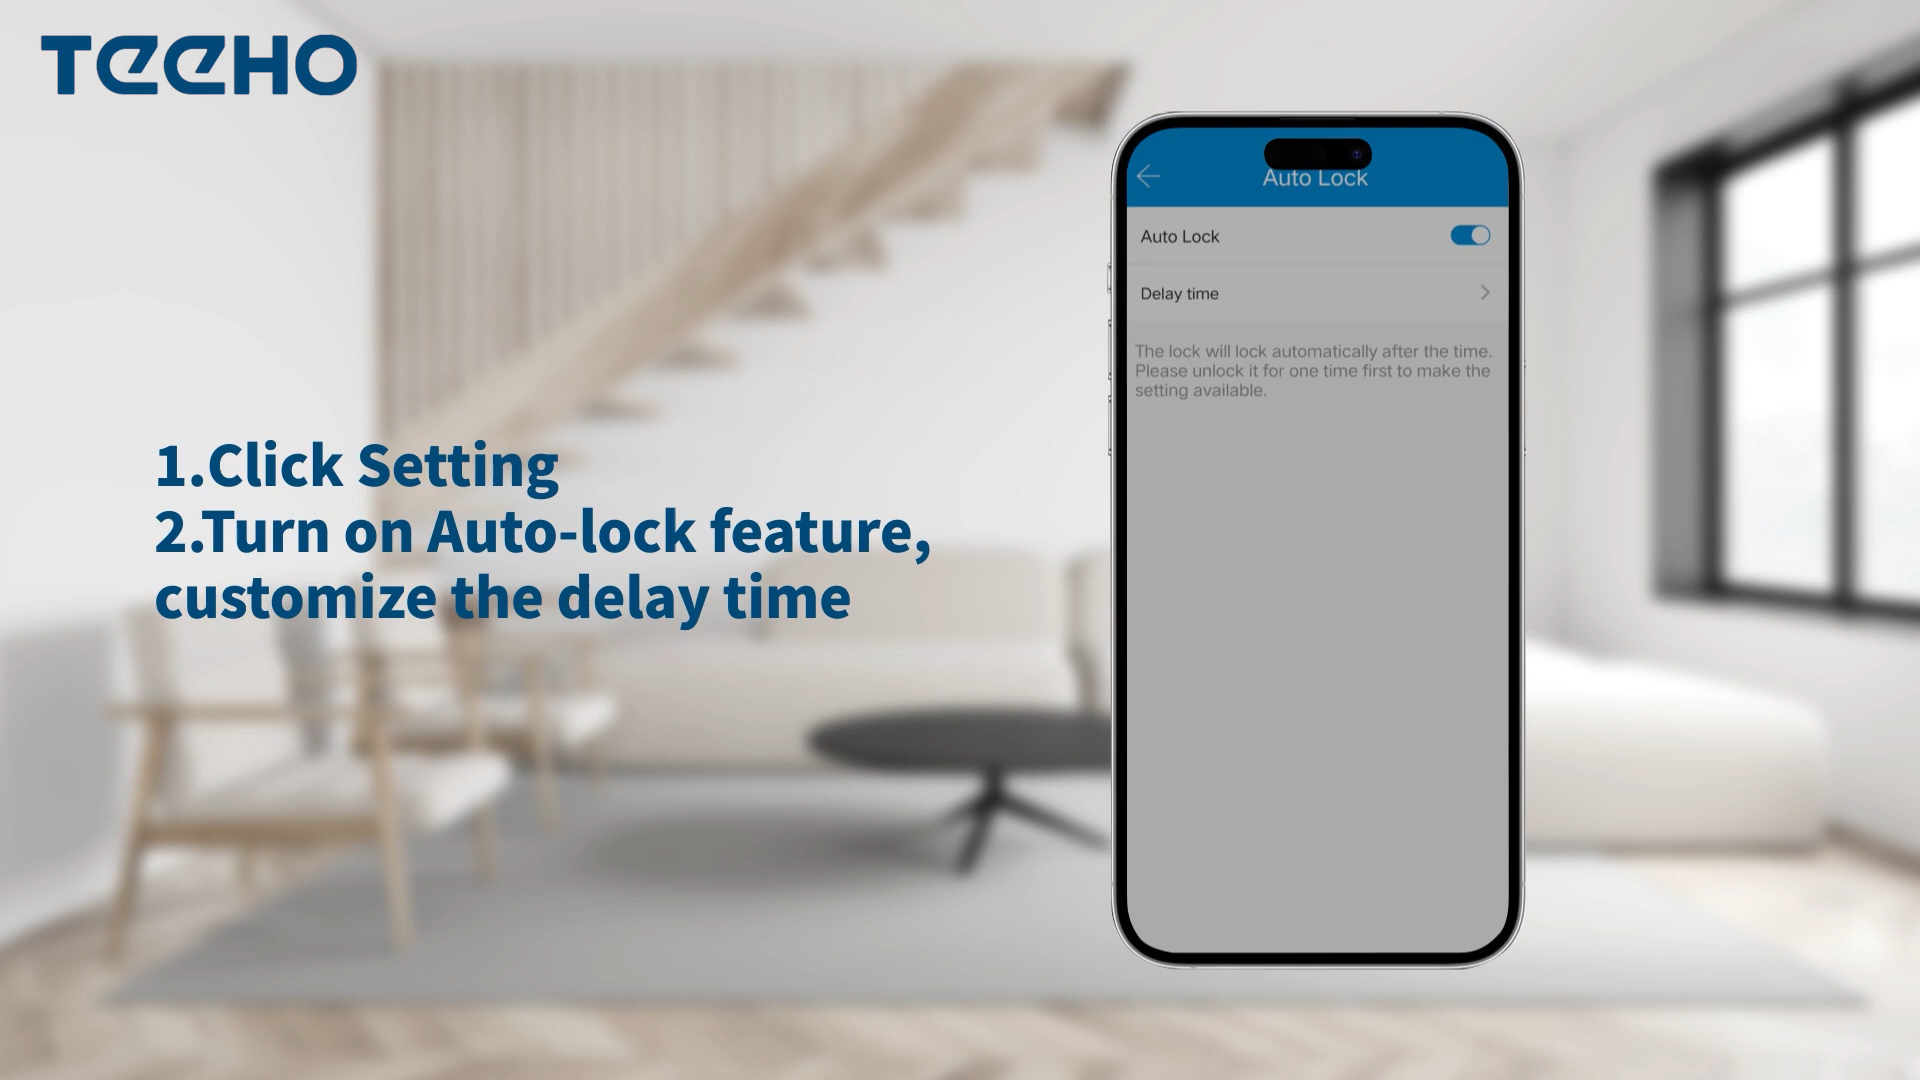 TEEHO
1.Click Setting
2.Turn on Auto-lock feature,
customize the delay time
Auto Lock
Auto Lock
Delay time
The lock will lock automatically after the time.
Please unlock it for one time first to make the
setting available.